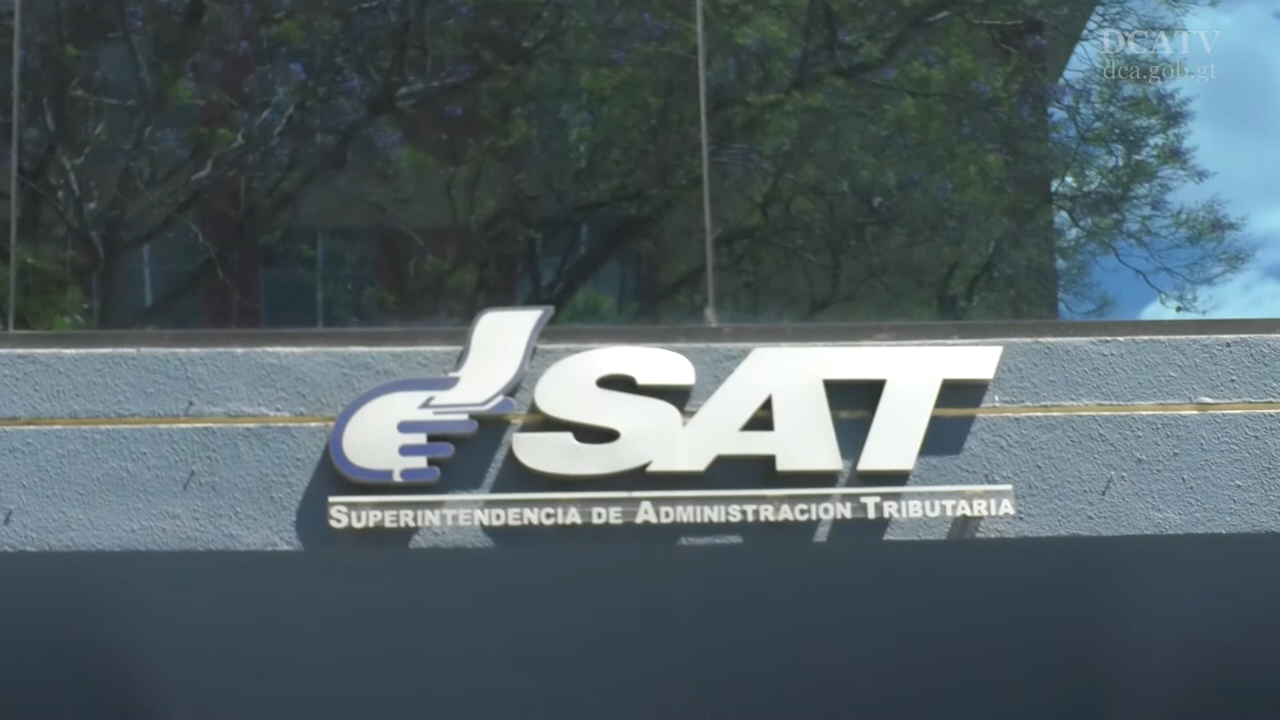 DCATV
dca.gob.gt
SAT
SUPERINTENDENCIA DE ADMINISTRACION TRIBUTARIA